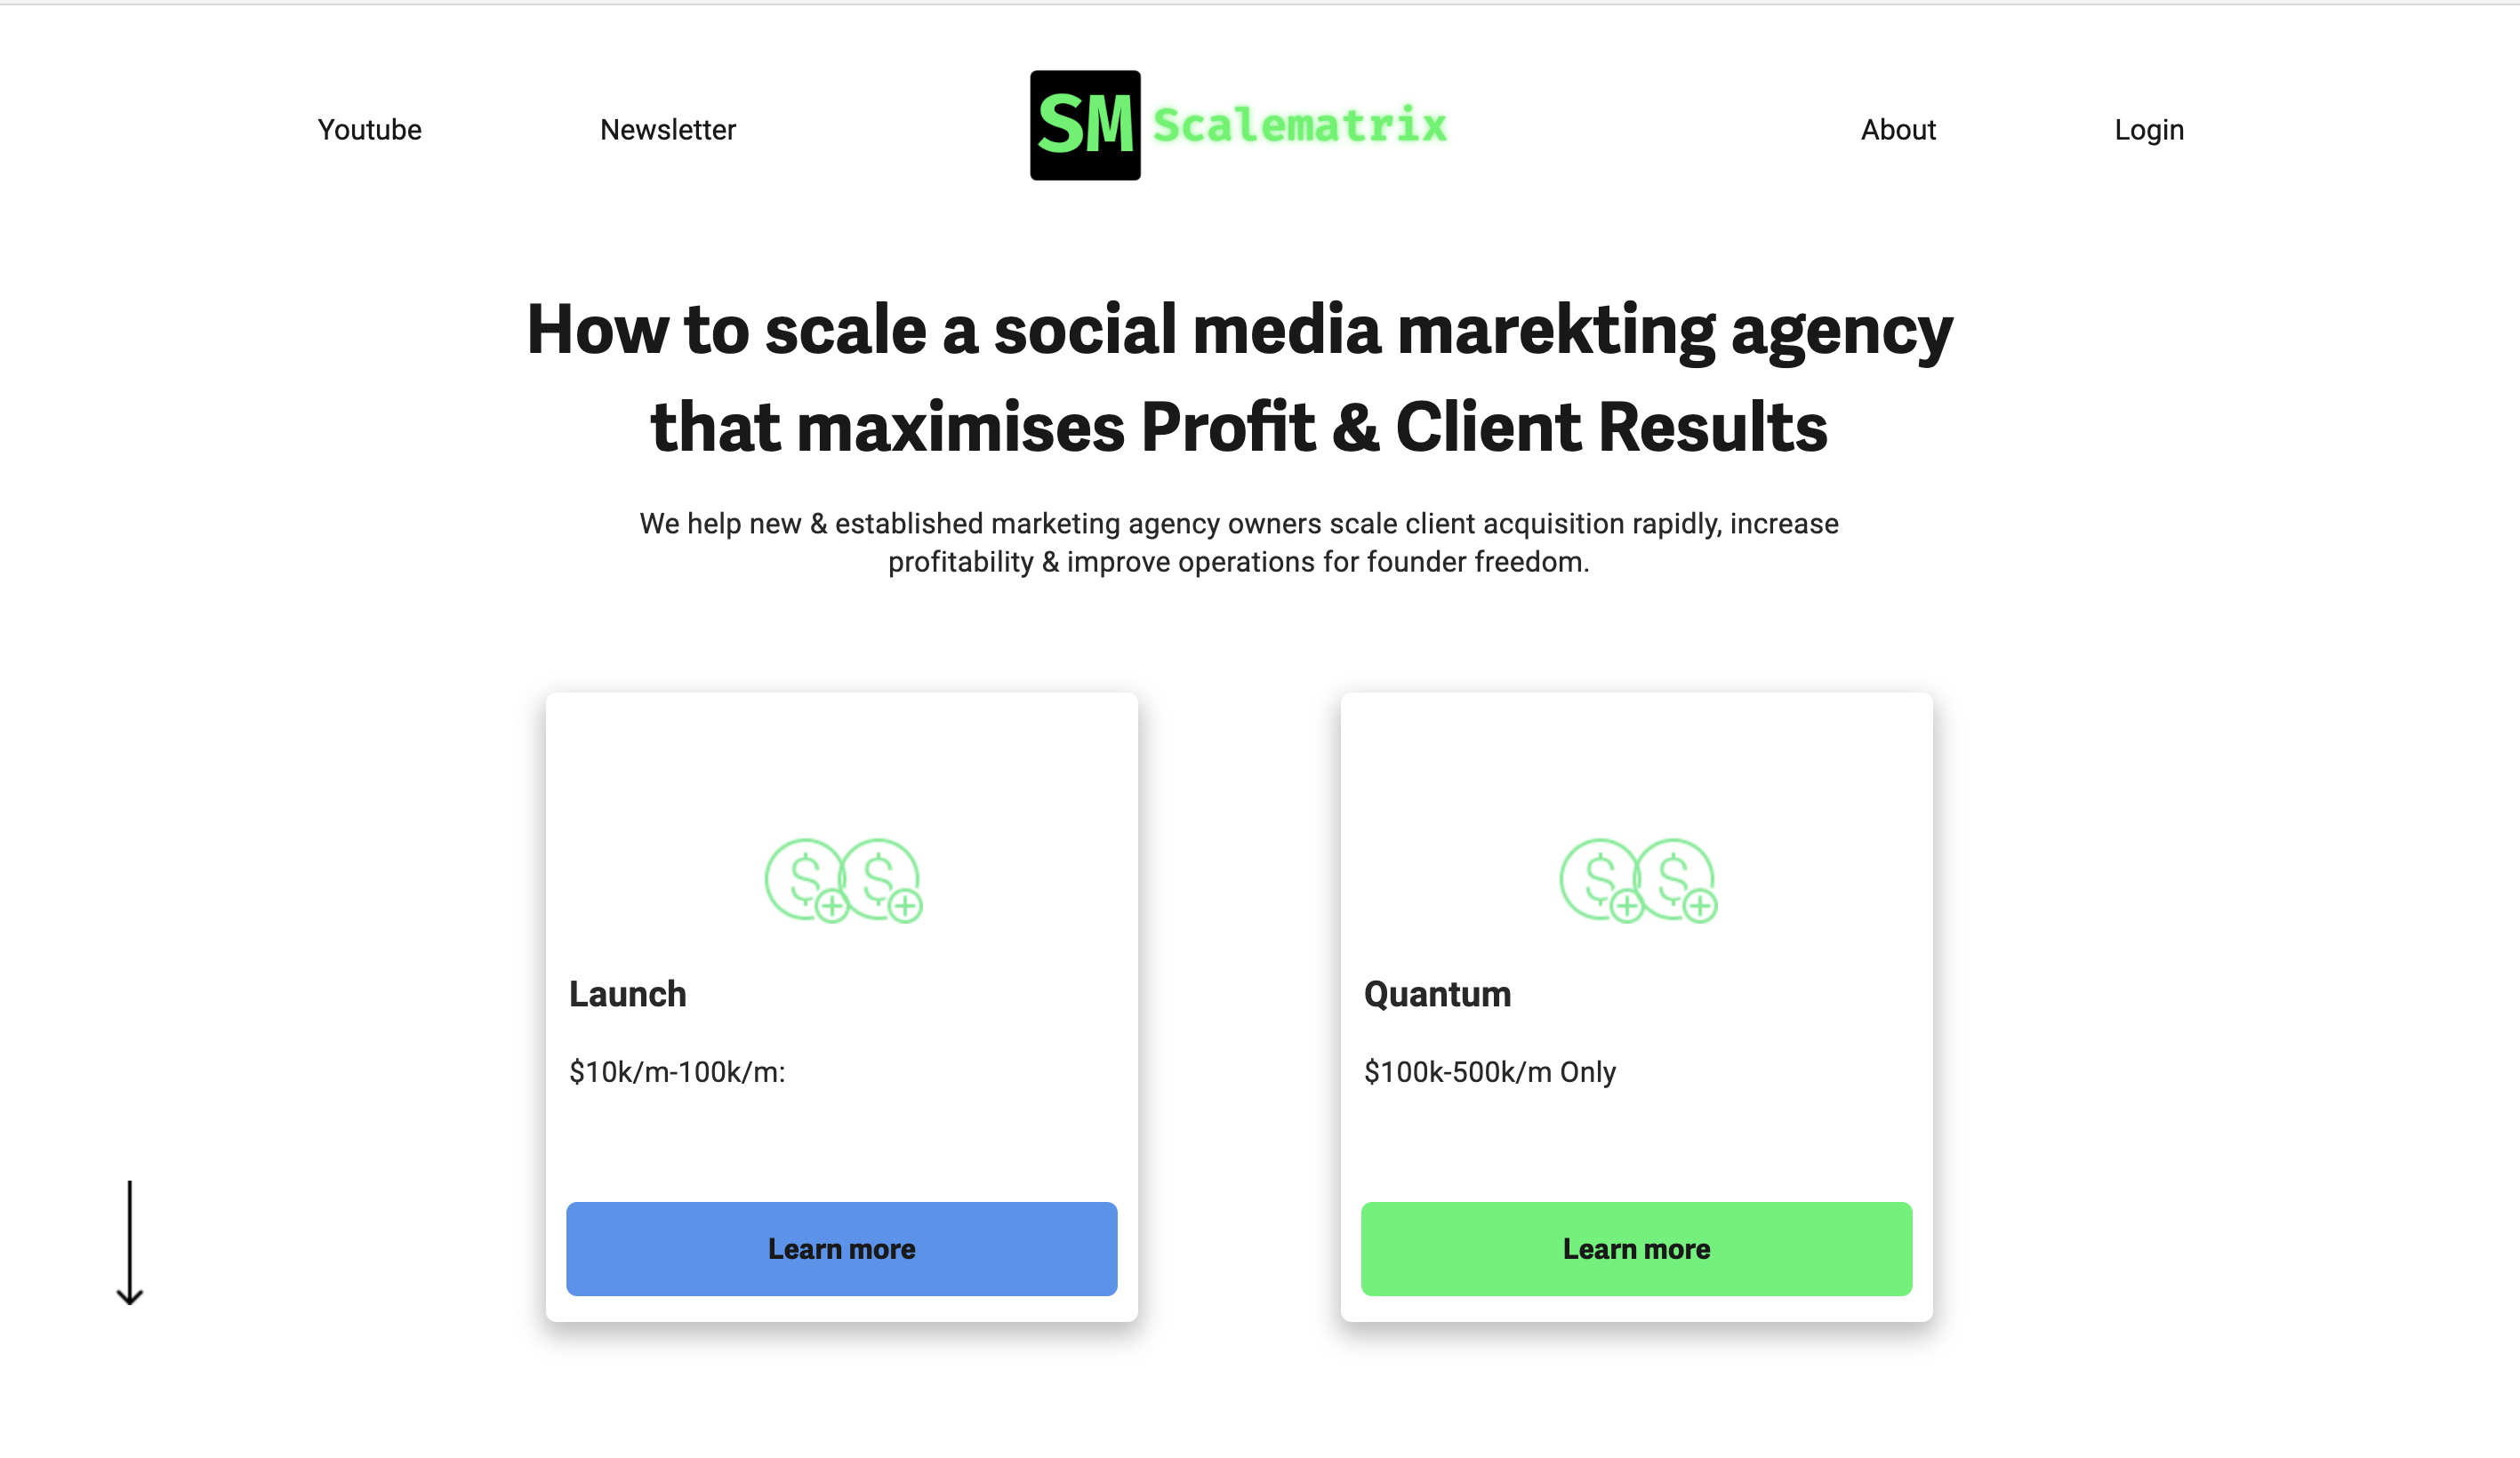 Youtube
Newsletter
SM
Scalematrix
About
Login
How to scale a social media marekting agency
that maximises Profit & Client Results
We help new & established marketing agency owners scale client acquisition rapidly, increase
profitability & improve operations for founder freedom.
$ $
Launch
$10k/m-100k/m:
Learn more
$ $
Quantum
$100k-500k/m Only
Learn more